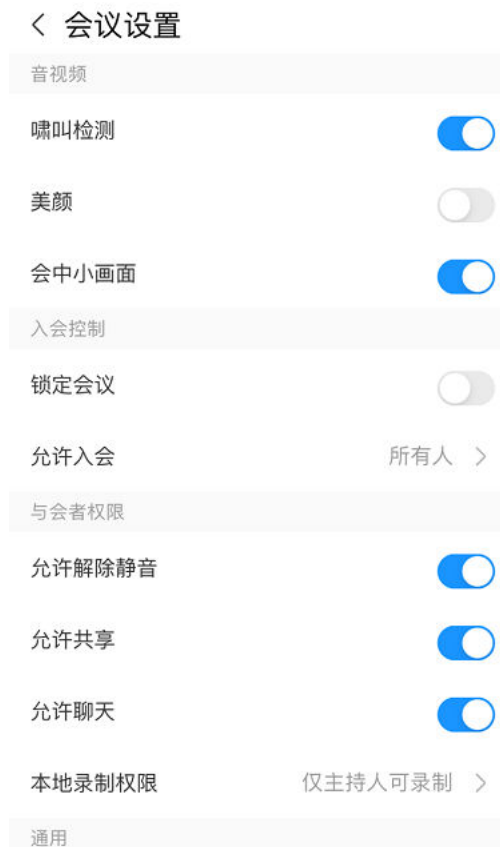 会议设置
音视频
啸叫检测
美颜
会中小画面
入会控制
锁定会议
允许入会 所有人
与会者权限
允许解除静音
允许共享
允许聊天
本地录制权限 仅主持人可录制
通用